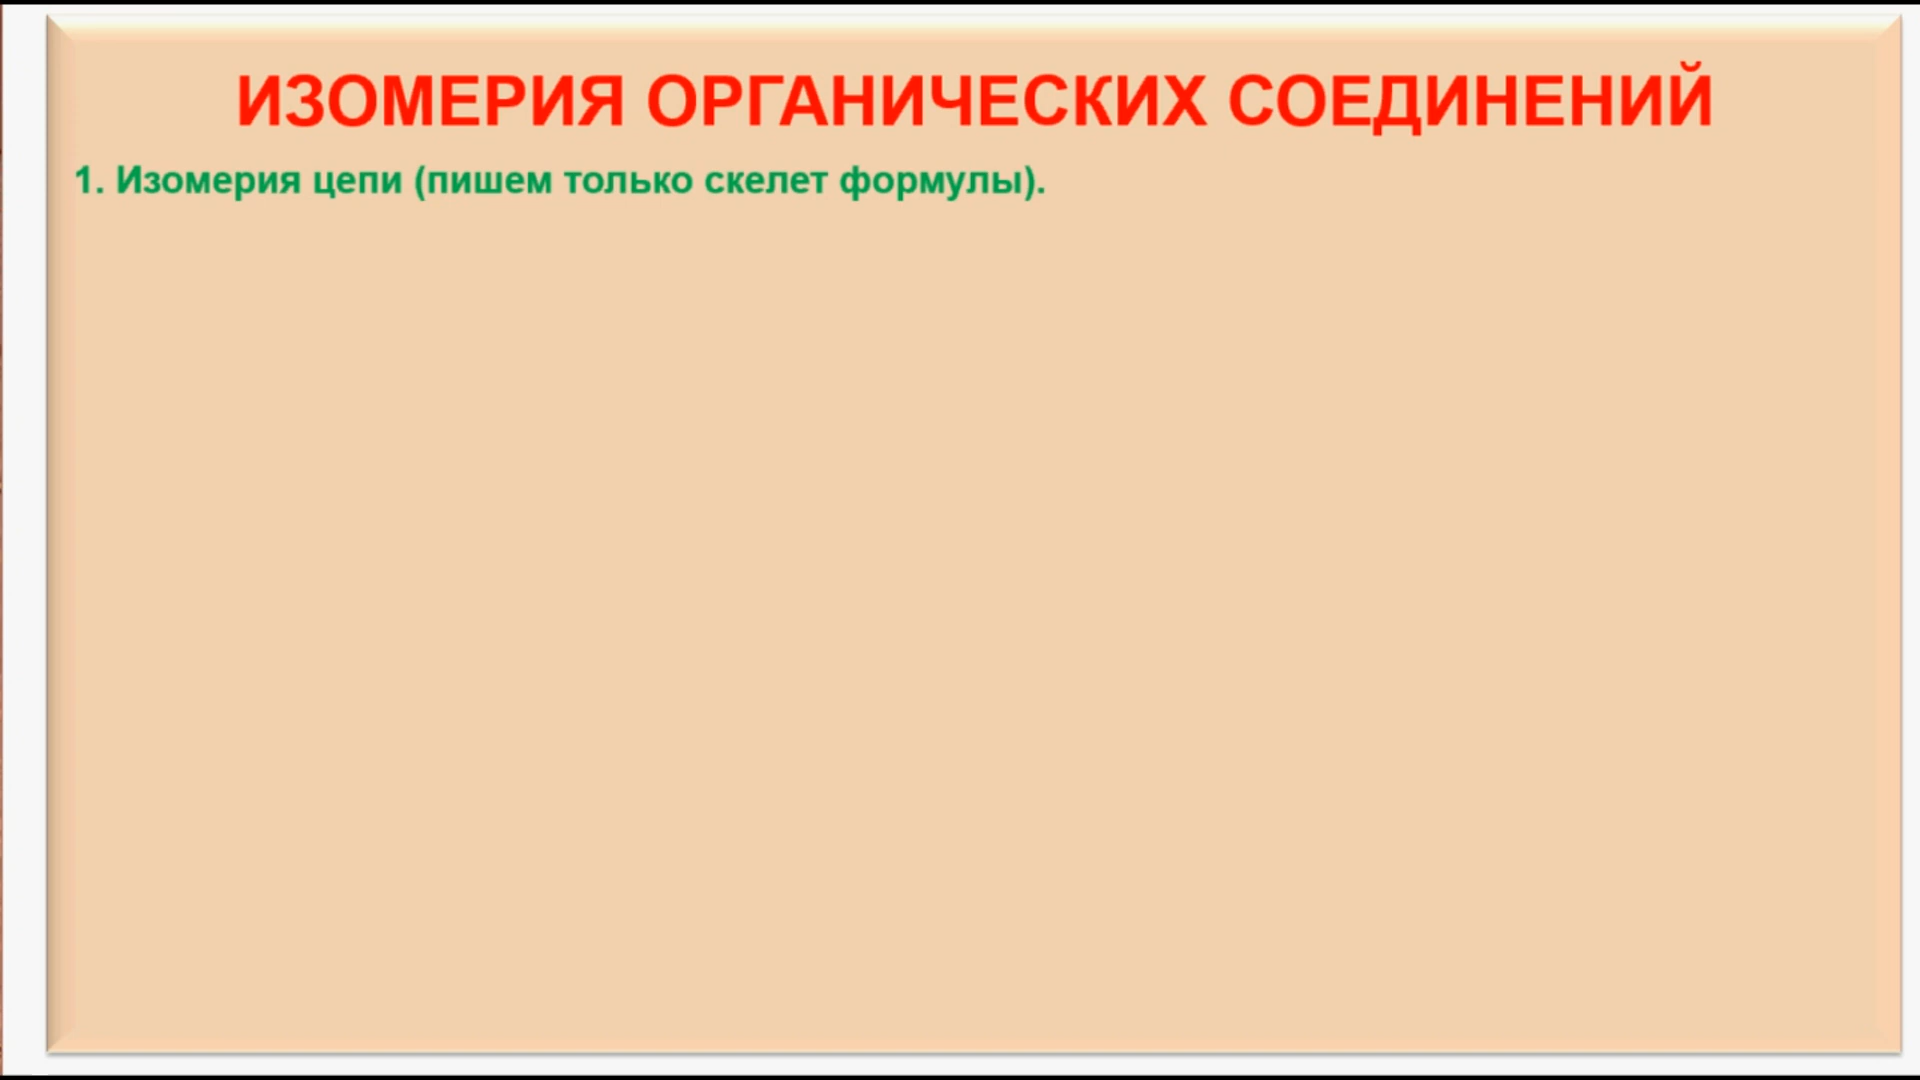 ИЗОМЕРИЯ ОРГАНИЧЕСКИХ СОЕДИНЕНИЙ
1. Изомерия цепи (пишем только скелет формулы).